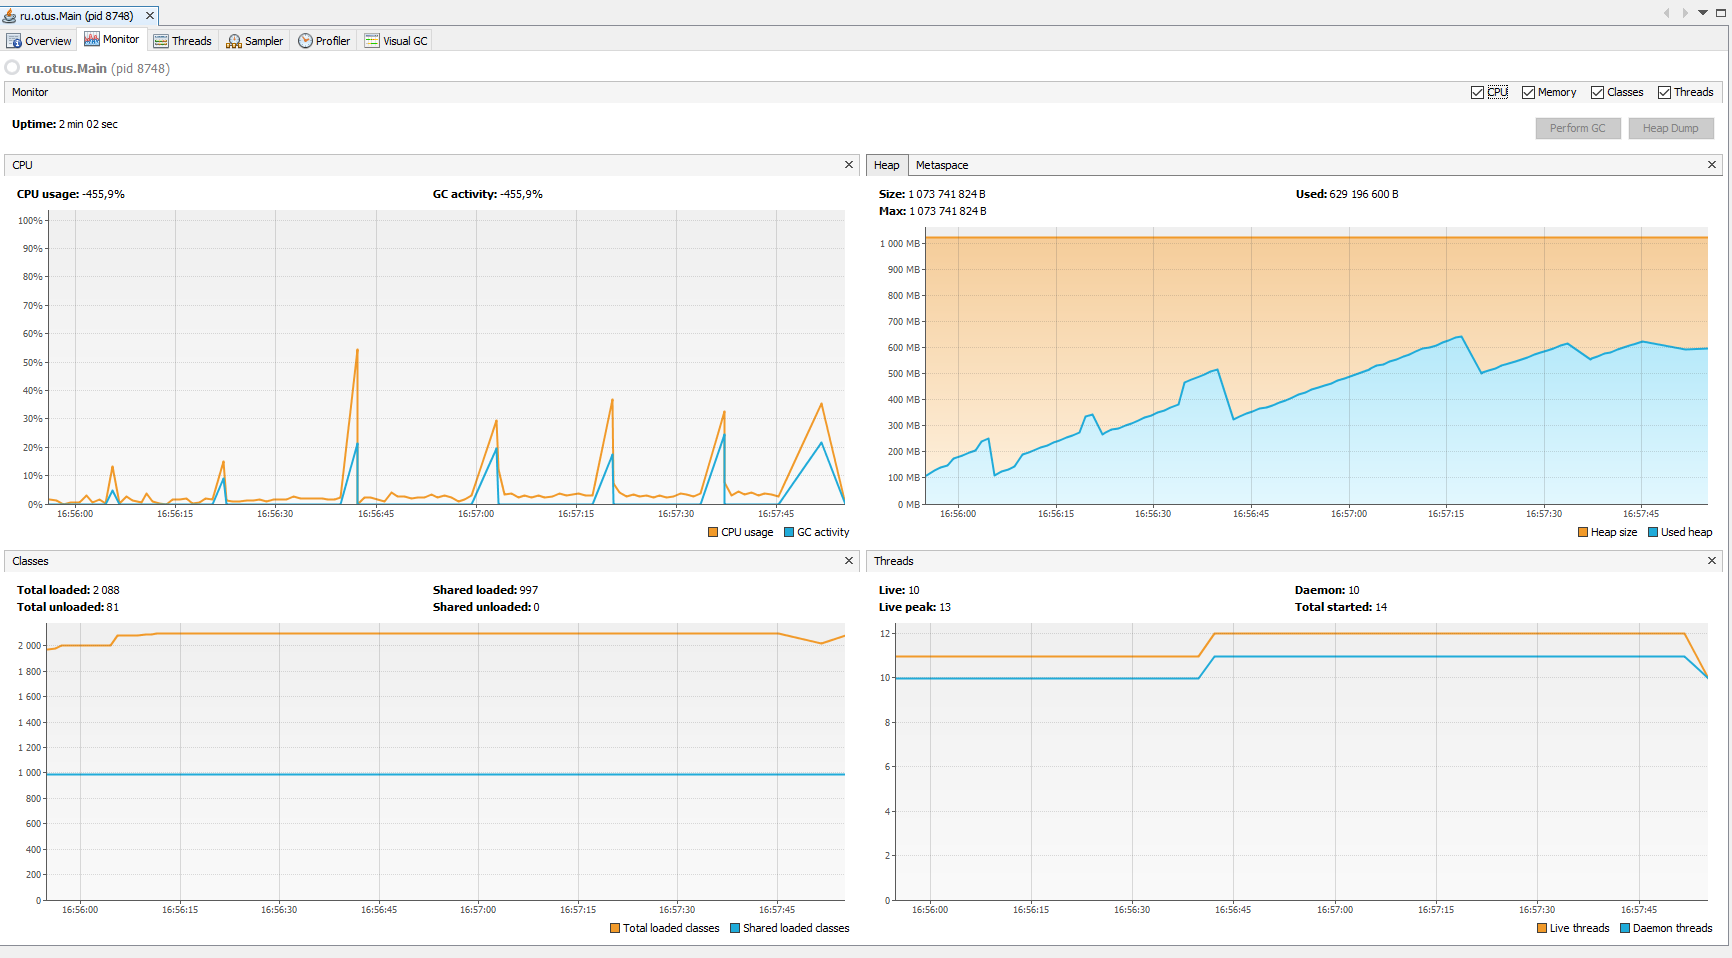 ru.otus.Main (pid 8748)
Overview Monitor Threads Sampler Profiler Visual GC
ru.otus.Main (pid 8748)
Monitor CPU Memory Classes Threads
Uptime: 2 min 02 sec
Perform GC Heap Dump
CPU
CPU usage: -455,9% GC activity: -455,9%
100%
90%
80%
70%
60%
50%
40%
30%
20%
10%
0%
16:56:00 16:56:15 16:56:30 16:56:45 16:57:00 16:57:15 16:57:30 16:57:45
CPU usage GC activity
Heap Metaspace
Size: 1 073 741 824 B Used: 629 196 600 B
Max: 1 073 741 824 B
1 000 MB
900 MB
800 MB
700 MB
600 MB
500 MB
400 MB
300 MB
200 MB
100 MB
0 MB
16:56:00 16:56:15 16:56:30 16:56:45 16:57:00 16:57:15 16:57:30 16:57:45
Heap size Used heap
Classes
Total loaded: 2 088 Shared loaded: 997
Total unloaded: 81 Shared unloaded: 0
2 000
1 800
1 600
1 400
1 200
1 000
800
600
400
200
0
16:56:00 16:56:15 16:56:30 16:56:45 16:57:00 16:57:15 16:57:30 16:57:45
Total loaded classes Shared loaded classes
Threads
Live: 10 Daemon: 10
Live peak: 13 Total started: 14
12
10
8
6
4
2
0
16:56:00 16:56:15 16:56:30 16:56:45 16:57:00 16:57:15 16:57:30 16:57:45
Live threads Daemon threads